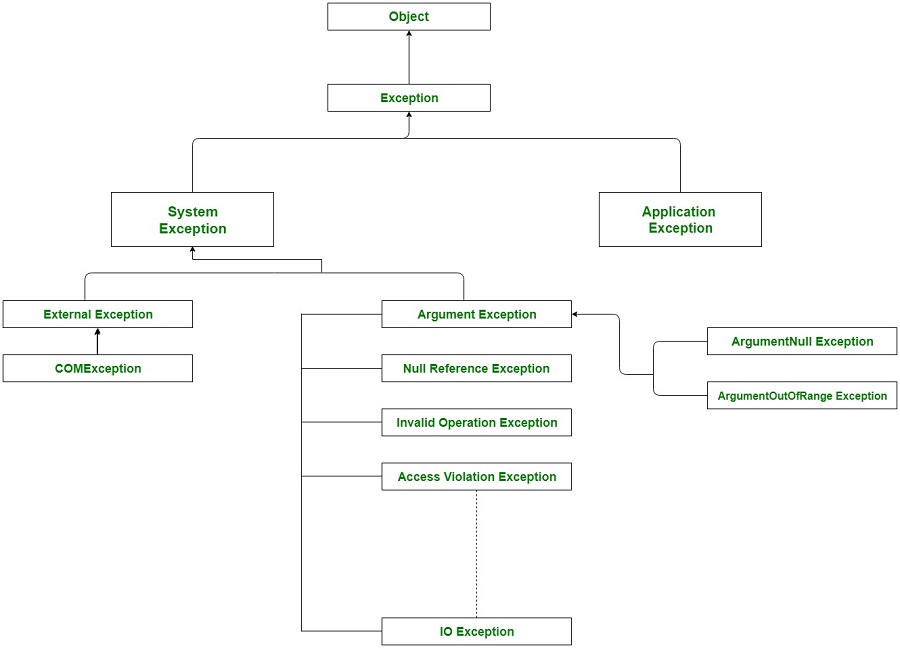 Object
Exception
System
Exception
Application
Exception
External Exception
Argument Exception
ArgumentNull Exception
COMException
Null Reference Exception
ArgumentOutOfRange Exception
Invalid Operation Exception
Access Violation Exception
IO Exception